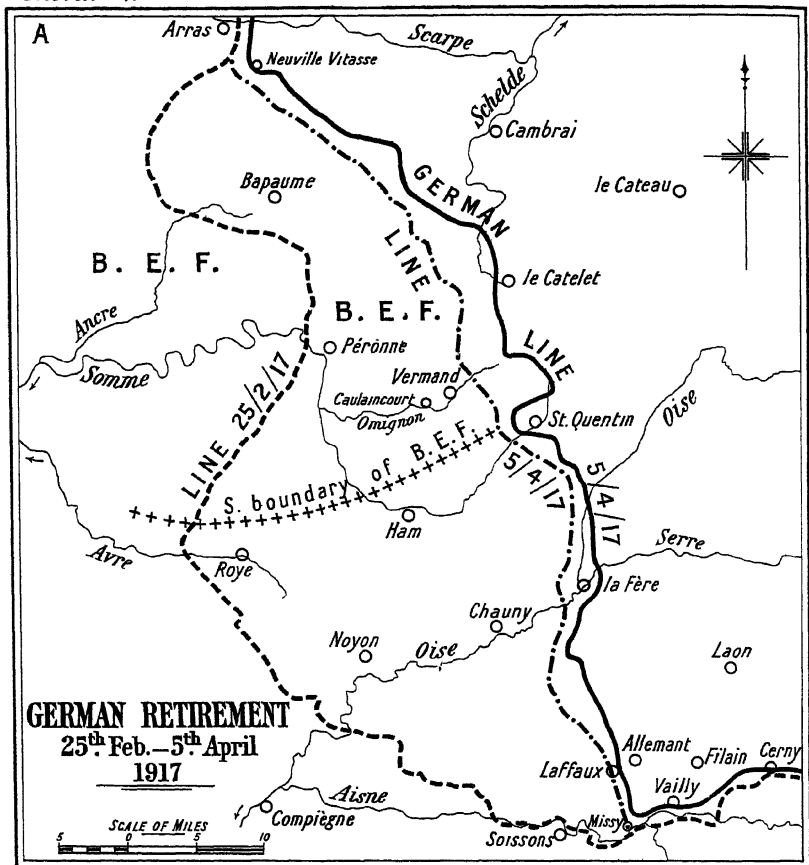 A
Arras
Scarpe
Neuville Vitasse
Schelde
Cambrai
le Cateau
Bapaume
GERMAN LINE
LINE 5/4/17
B. E. F.
B. E. F.
Ancre
le Catelet
Péronne
Somme
Vermand
Caulaincourt
Omignon
St. Quentin
Oise
LINE 25/2/17
S. boundary of B.E.F.
5/4/17
Ham
Avre
Roye
Serre
la Fère
Chauny
Noyon
Oise
Laon
GERMAN RETIREMENT
25th. Feb.–5th. April
1917
Allemant
Filain
Cerny
Laffaux
Vailly
Aisne
Missy
Compiègne
Soissons
SCALE OF MILES
5 0 5 10